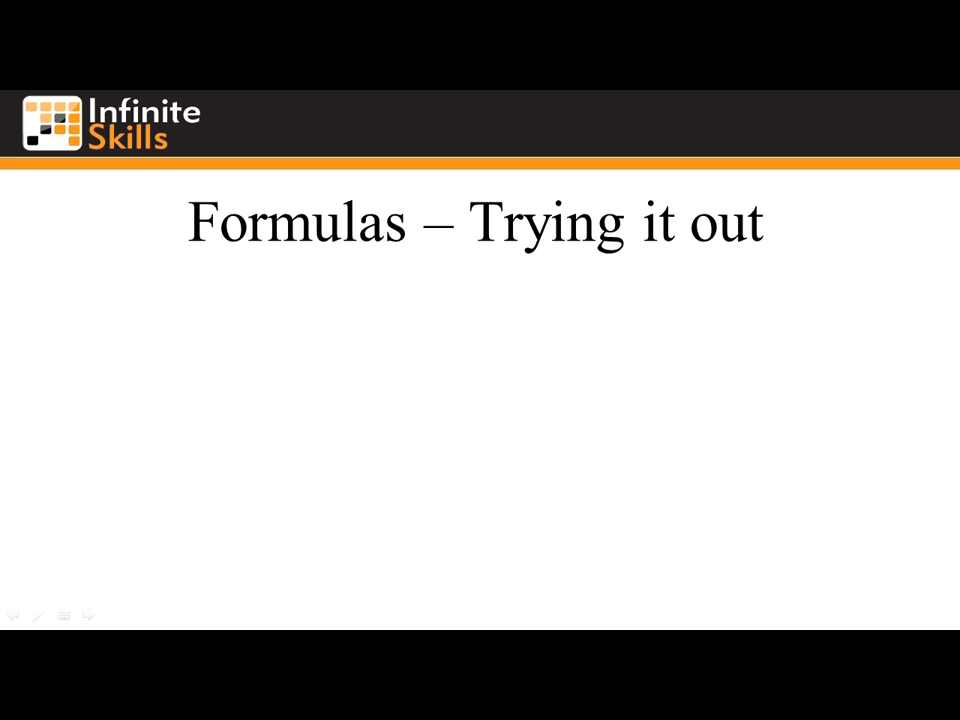 Infinite
Skills
Formulas – Trying it out